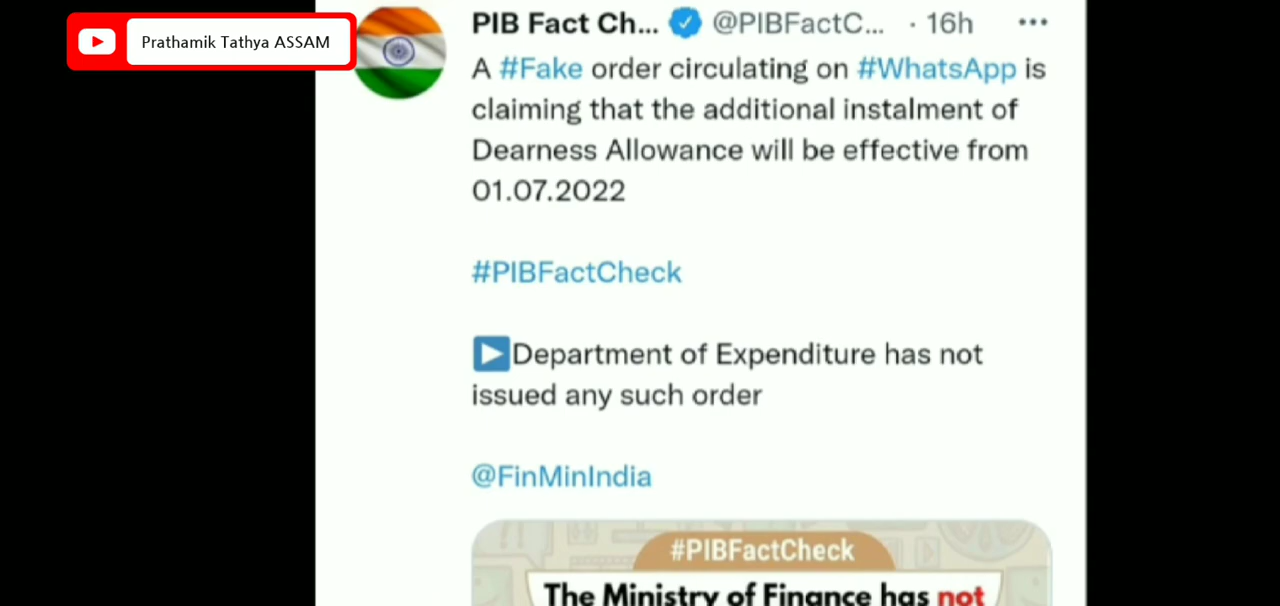 Prathamik Tathya ASSAM
PIB Fact Ch... @PIBFactC... · 16h
A #Fake order circulating on #WhatsApp is
claiming that the additional instalment of
Dearness Allowance will be effective from
01.07.2022
#PIBFactCheck
Department of Expenditure has not
issued any such order
@FinMinIndia
#PIBFactCheck
The Ministry of Finance has not